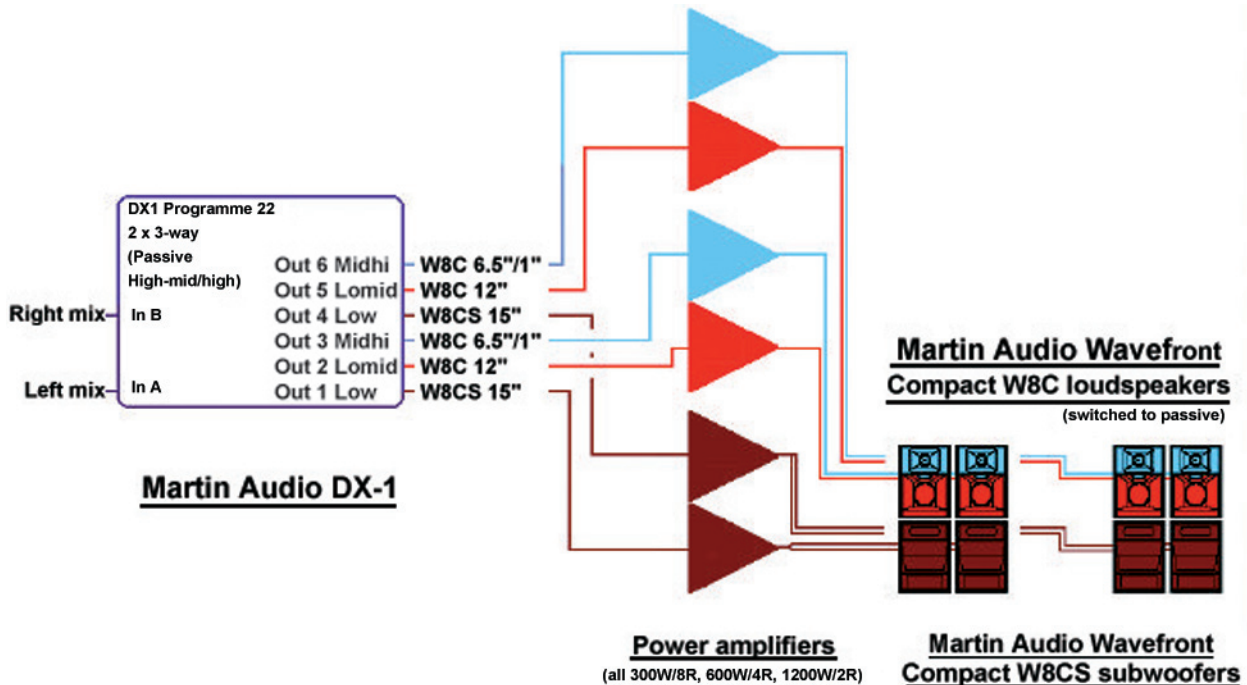 DX1 Programme 22
2 x 3-way
(Passive
High-mid/high)
Right mix
In B
Left mix
In A
Out 6 Midhi
W8C 6.5"/1"
Out 5 Lomid
W8C 12"
Out 4 Low
W8CS 15"
Out 3 Midhi
W8C 6.5"/1"
Out 2 Lomid
W8C 12"
Out 1 Low
W8CS 15"
Martin Audio DX-1
Martin Audio Wavefront
Compact W8C loudspeakers
(switched to passive)
Power amplifiers
(all 300W/8R, 600W/4R, 1200W/2R)
Martin Audio Wavefront
Compact W8CS subwoofers